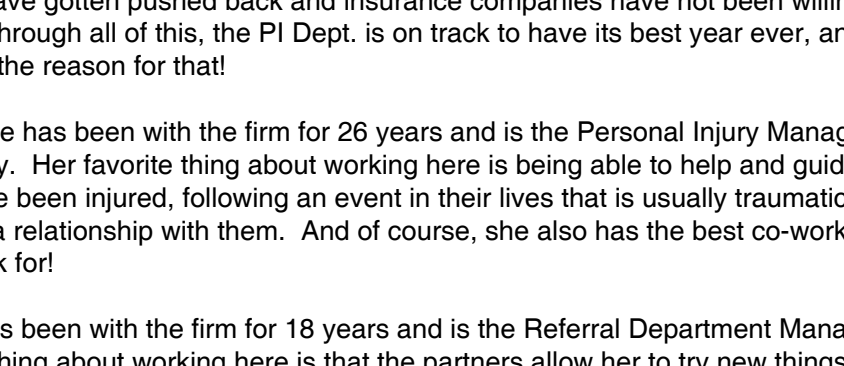 ave gotten pushed back and insurance companies have not been willin
hrough all of this, the PI Dept. is on track to have its best year ever, an
the reason for that!
e has been with the firm for 26 years and is the Personal Injury Manag
y.  Her favorite thing about working here is being able to help and guid
e been injured, following an event in their lives that is usually traumatic
a relationship with them.  And of course, she also has the best co-work
k for!
s been with the firm for 18 years and is the Referral Department Mana
hing about working here is that the partners allow her to try new things